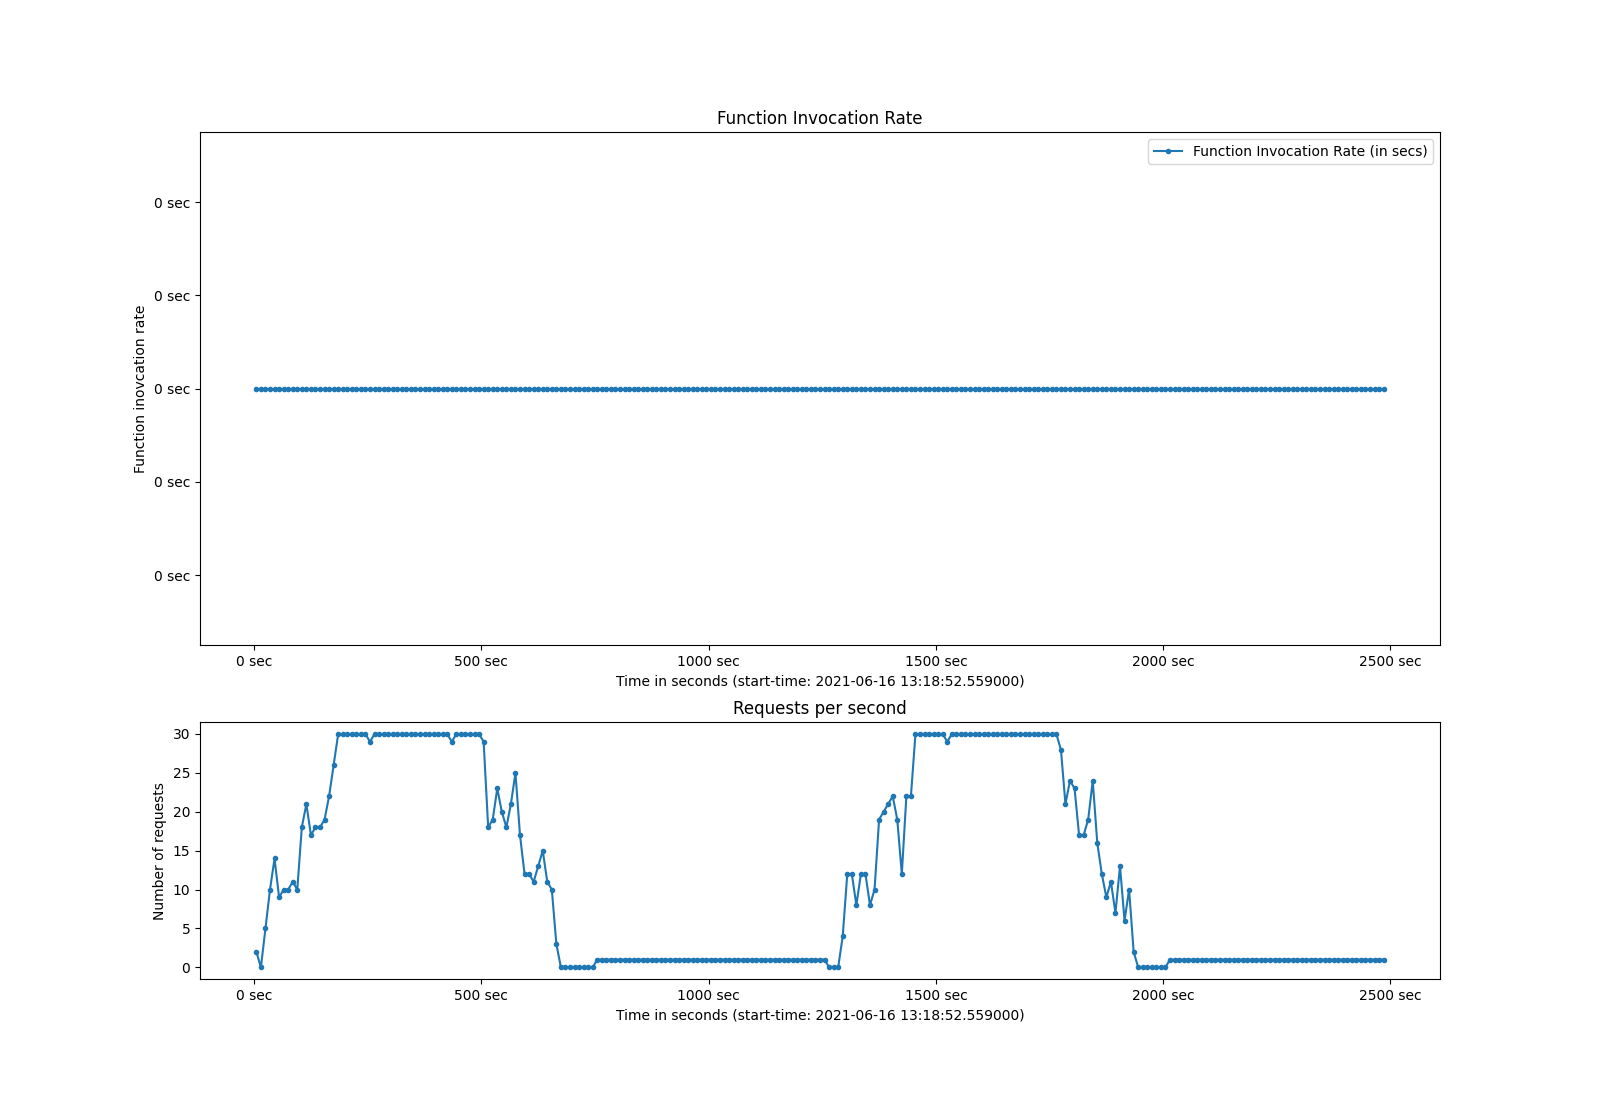 Function Invocation Rate
Function Invocation Rate (in secs)
0 sec
0 sec
0 sec
0 sec
0 sec
Function inovcation rate
0 sec 500 sec 1000 sec 1500 sec 2000 sec 2500 sec
Time in seconds (start-time: 2021-06-16 13:18:52.559000)
Requests per second
30
25
20
15
10
5
0
Number of requests
0 sec 500 sec 1000 sec 1500 sec 2000 sec 2500 sec
Time in seconds (start-time: 2021-06-16 13:18:52.559000)